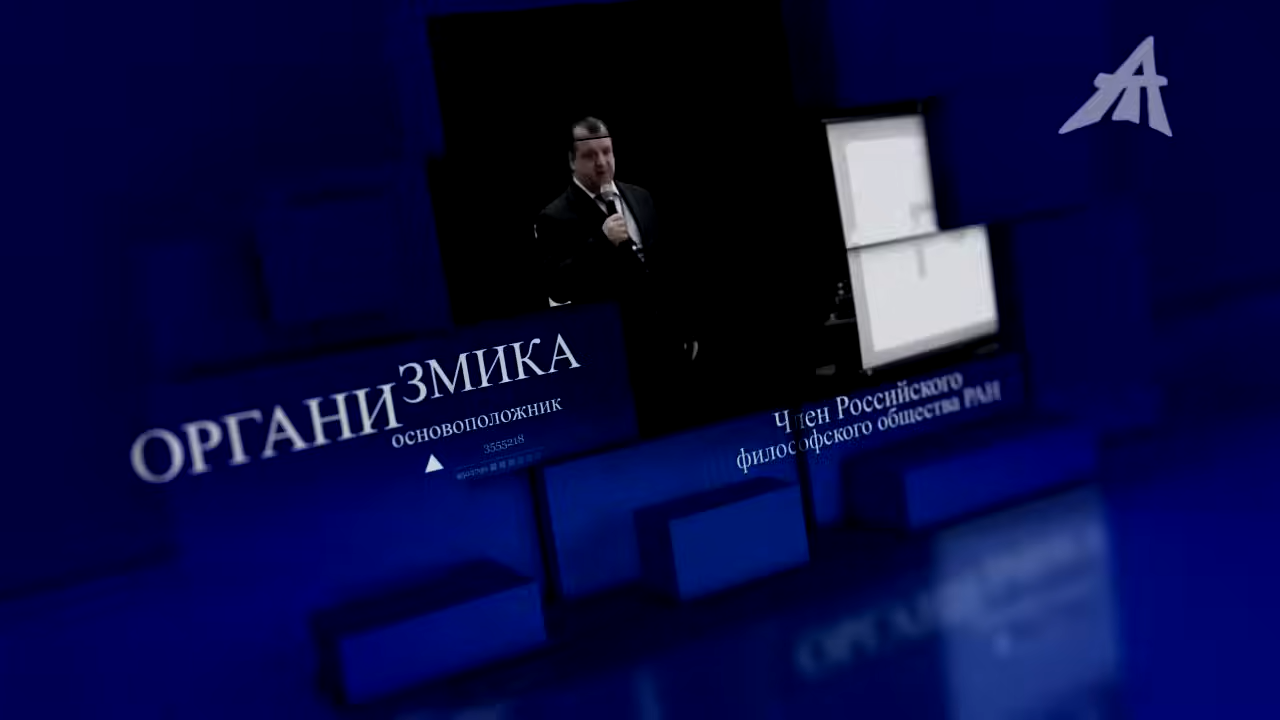 ОРГАНИЗМИКА
основоположник
3555218
Член Российского
философского общества РАН